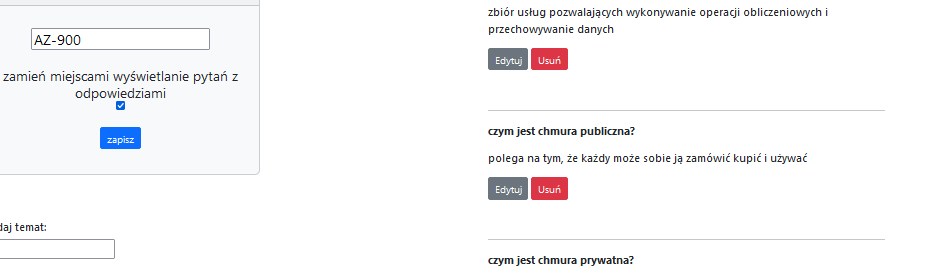 AZ-900
zamień miejscami wyświetlanie pytań z
odpowiedziami
zapisz
temat:
zbiór usług pozwalających wykonywanie operacji obliczeniowych i
przechowywanie danych
Edytuj Usuń
czym jest chmura publiczna?
polega na tym, że każdy może sobie ją zamówić kupić i używać
Edytuj Usuń
czym jest chmura prywatna?